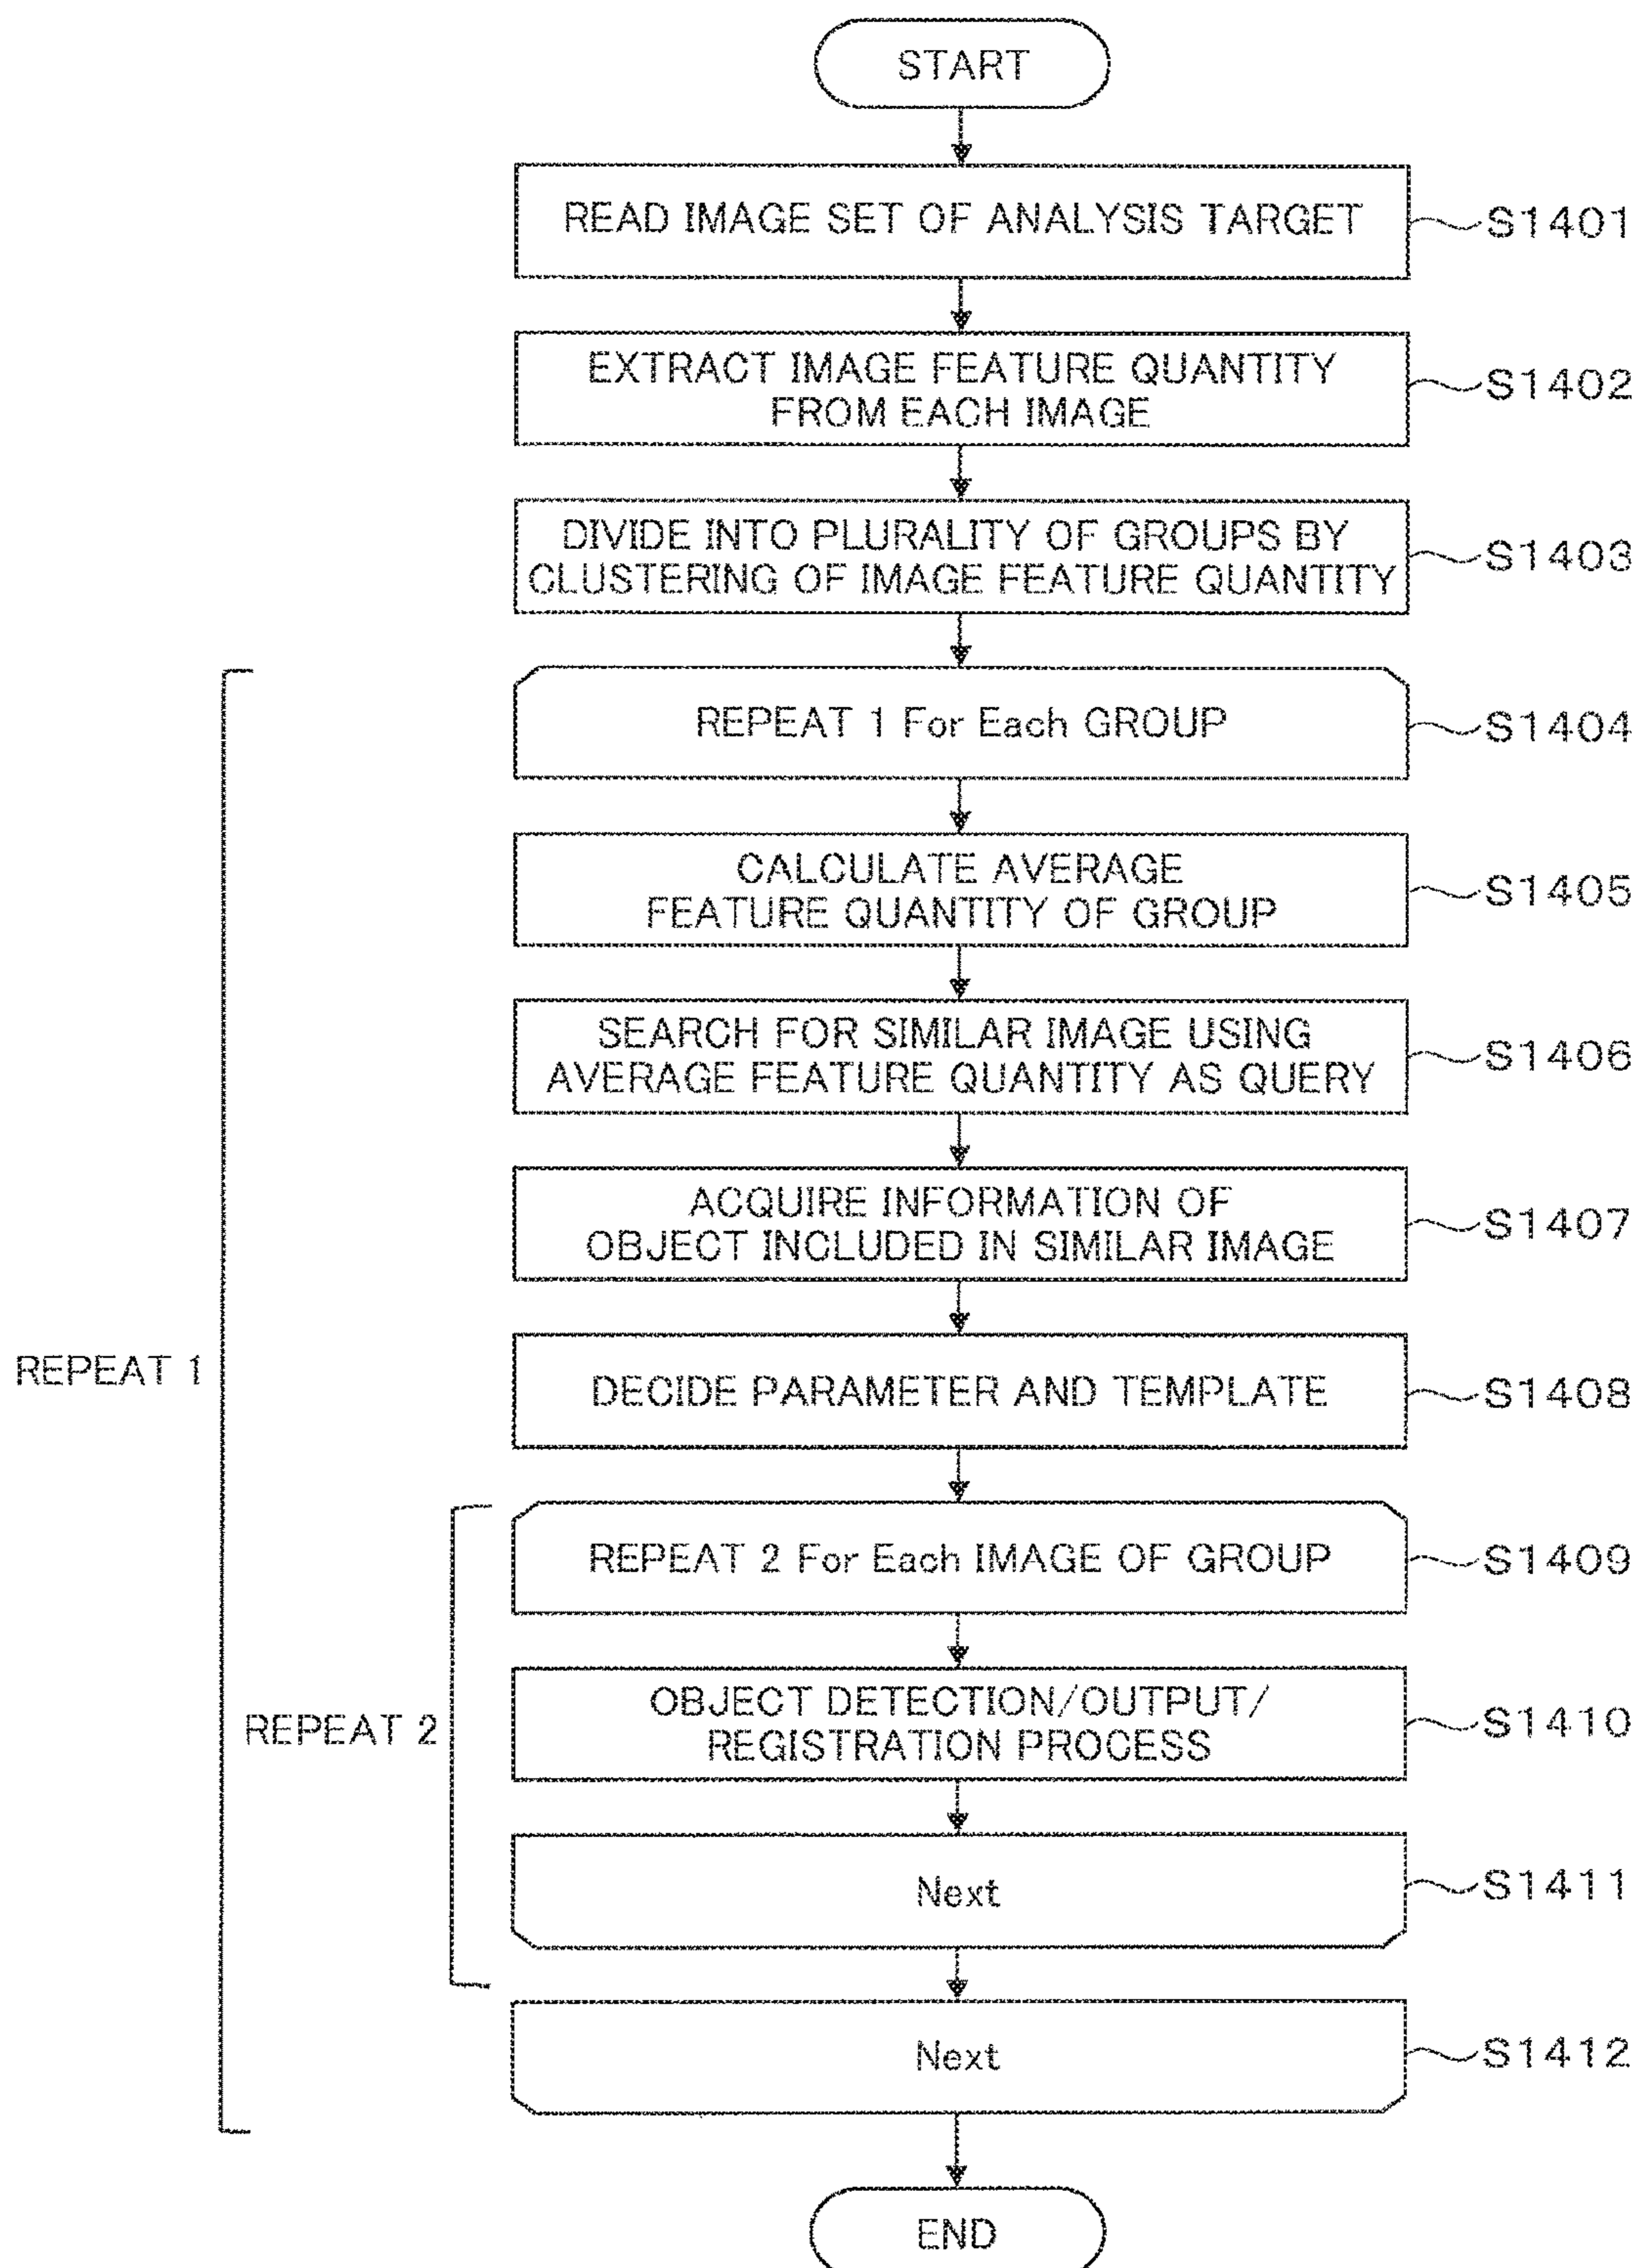 START
READ IMAGE SET OF ANALYSIS TARGET
S1401
EXTRACT IMAGE FEATURE QUANTITY
FROM EACH IMAGE
S1402
DIVIDE INTO PLURALITY OF GROUPS BY
CLUSTERING OF IMAGE FEATURE QUANTITY
S1403
REPEAT 1 For Each GROUP
S1404
CALCULATE AVERAGE
FEATURE QUANTITY OF GROUP
S1405
SEARCH FOR SIMILAR IMAGE USING
AVERAGE FEATURE QUANTITY AS QUERY
S1406
ACQUIRE INFORMATION OF
OBJECT INCLUDED IN SIMILAR IMAGE
S1407
REPEAT 1
DECIDE PARAMETER AND TEMPLATE
S1408
REPEAT 2 For Each IMAGE OF GROUP
S1409
REPEAT 2
OBJECT DETECTION/OUTPUT/
REGISTRATION PROCESS
S1410
Next
S1411
Next
S1412
END